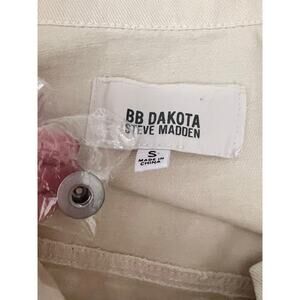 BB DAKOTA
STEVE MADDEN
S
MADE IN
CHINA